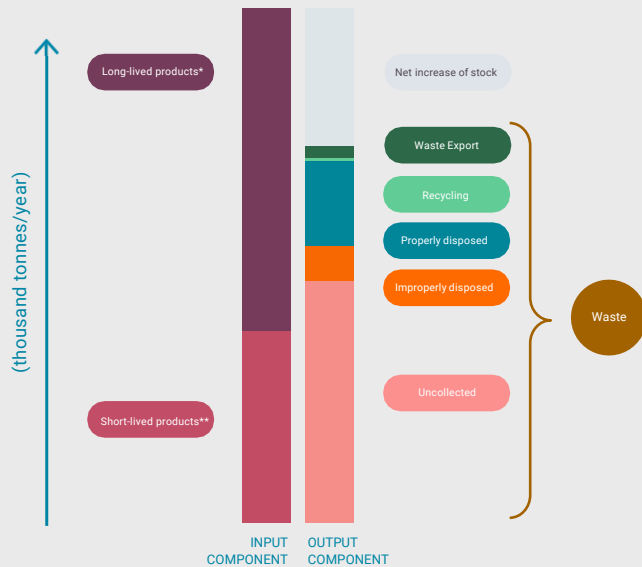 Long-lived products*
Net increase of stock
Waste Export
Recycling
Properly disposed
Improperly disposed
Waste
Uncollected
Short-lived products**
(thousand tonnes/year)
INPUT
COMPONENT
OUTPUT
COMPONENT